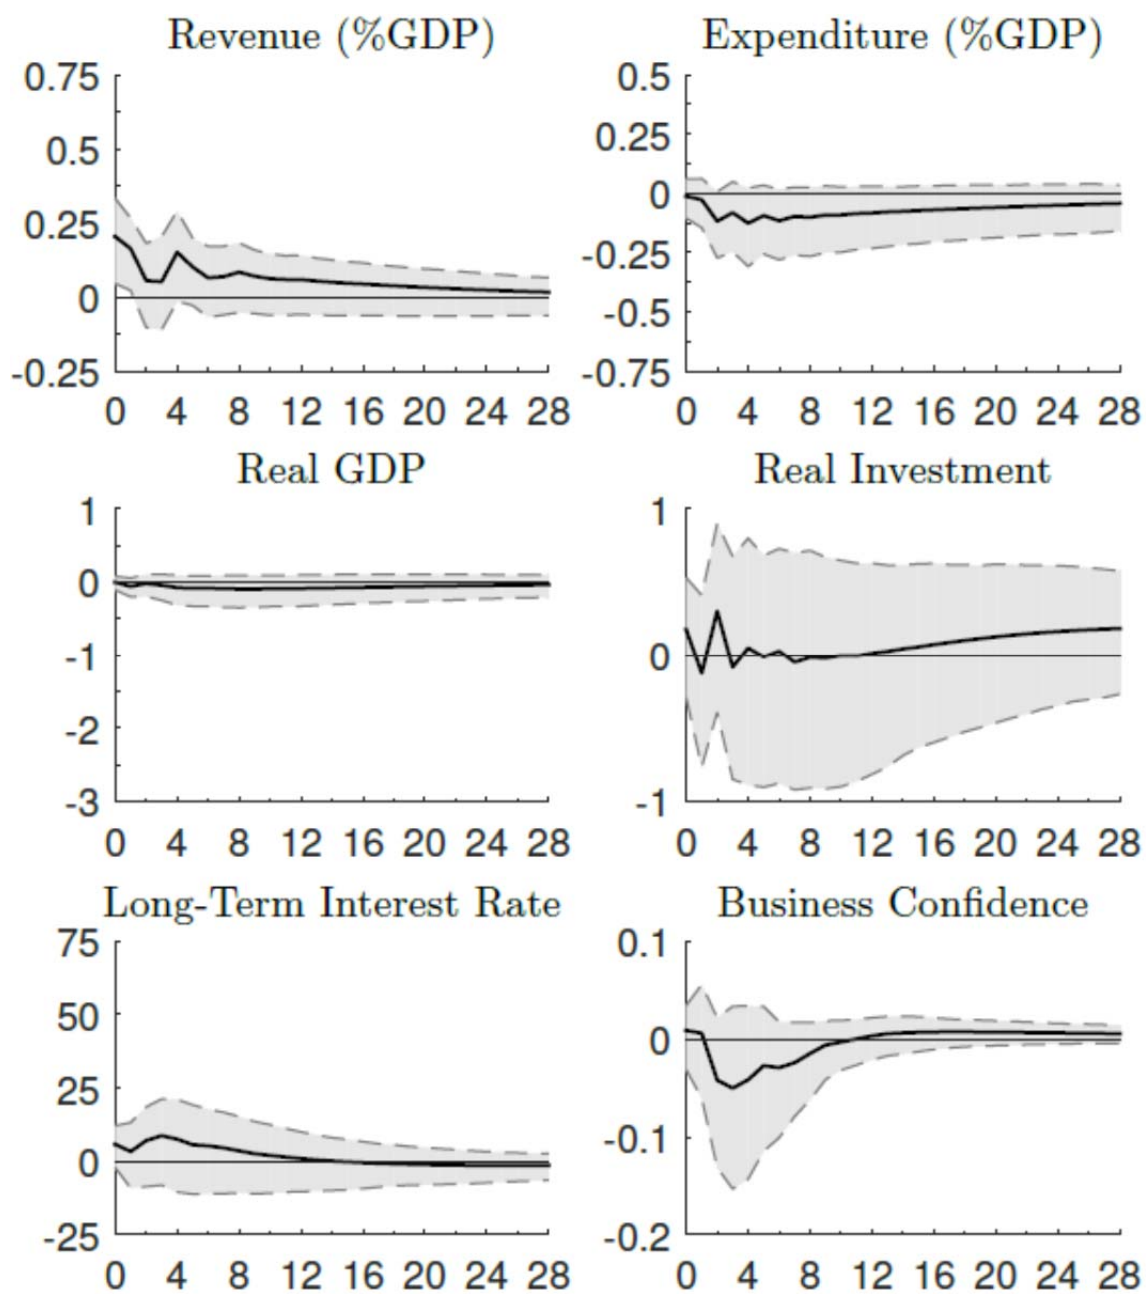 Revenue (%GDP)
0.75
0.5
0.25
0
-0.25
0 4 8 12 16 20 24 28
Expenditure (%GDP)
0.5
0.25
0
-0.25
-0.5
-0.75
0 4 8 12 16 20 24 28
Real GDP
1
0
-1
-2
-3
0 4 8 12 16 20 24 28
Real Investment
1
0
-1
0 4 8 12 16 20 24 28
Long-Term Interest Rate
75
50
25
0
-25
0 4 8 12 16 20 24 28
Business Confidence
0.1
0
-0.1
-0.2
0 4 8 12 16 20 24 28